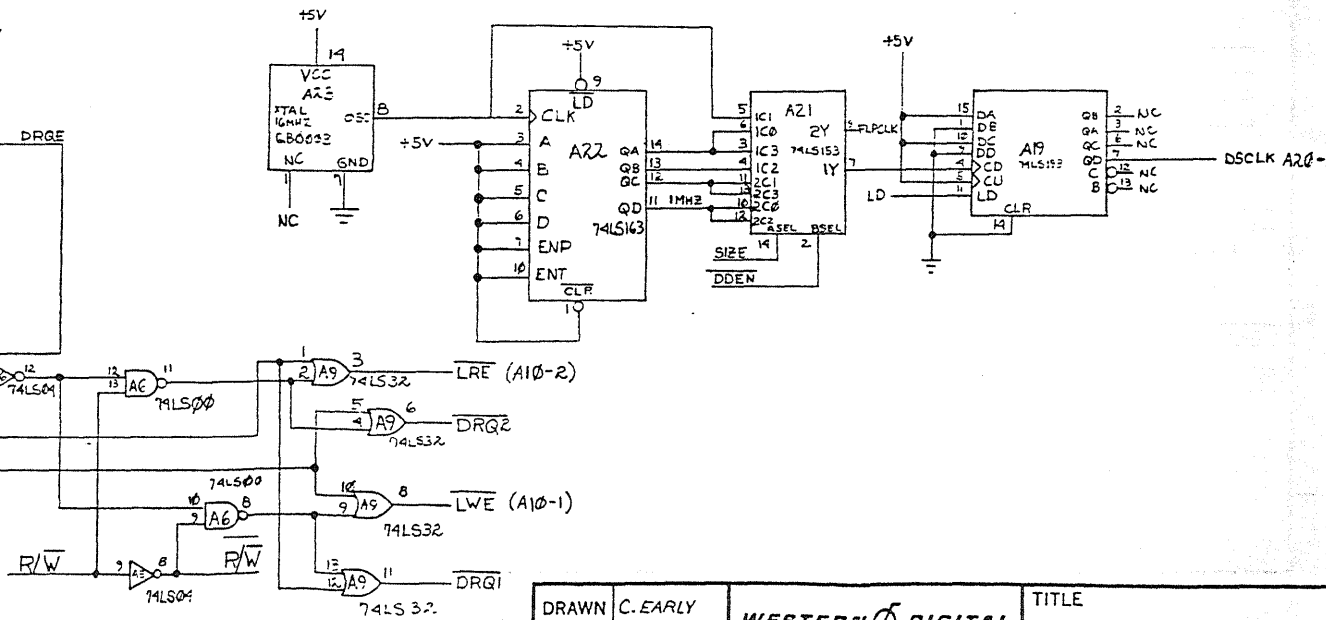 +5V
14
VCC
A23
XTAL
16MHZ
OSC
8
NC
GND
1
7
NC
DRQE
+5V
9
LD
2
CLK
+5V
3
A
4
B
5
C
6
D
7
ENP
10
ENT
CLR
1
A22
74LS163
QA
14
QB
13
QC
12
QD
11
1MHZ
5
1C1
6
1C0
3
1C3
4
1C2
11
2C1
13
2C3
10
2C0
12
2C2
A21
74LS153
2Y
FLPCLK
1Y
7
ASEL
BSEL
14
2
SIZE
DDEN
+5V
15
DA
1
DB
10
DC
9
DD
4
CD
5
CU
11
LD
LD
A19
CLR
14
QB
2
NC
QA
3
NC
QC
6
NC
QD
7
DSCLK A20-
C
12
NC
B
13
NC
12
74LS04
12
13
A6
11
74LS00
1
2
A9
3
74LS32
LRE (A10-2)
5
4
A9
6
74LS32
DRQ2
74LS00
10
9
A6
8
10
9
A9
8
74LS32
LWE (A10-1)
R/W
9
8
74LS04
R/W
13
12
A9
11
74LS32
DRQ1
DRAWN
C. EARLY
WESTERN DIGITAL
TITLE